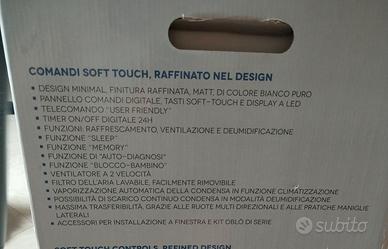 COMANDI SOFT TOUCH, RAFFINATO NEL DESIGN
• DESIGN MINIMAL, FINITURA RAFFINATA, MATT, DI COLORE BIANCO PURO
• PANNELLO COMANDI DIGITALE, TASTI SOFT-TOUCH E DISPLAY A LED
• TELECOMANDO "USER FRIENDLY"
• TIMER ON/OFF DIGITALE 24H
• FUNZIONI: RAFFRESCAMENTO, VENTILAZIONE E DEUMIDIFICAZIONE
• FUNZIONE "SLEEP"
• FUNZIONE "MEMORY"
• FUNZIONE DI "AUTO-DIAGNOSI"
• FUNZIONE "BLOCCO-BAMBINO"
• VENTILATORE A 2 VELOCITÀ
• FILTRO DELL'ARIA LAVABILE, FACILMENTE RIMOVIBILE
• VAPORIZZAZIONE AUTOMATICA DELLA CONDENSA IN FUNZIONE CLIMATIZZAZIONE
• POSSIBILITÀ DI SCARICO CONTINUO CONDENSA IN MODALITÀ DEUMIDIFICAZIONE
• MASSIMA TRASFERIBILITÀ, GRAZIE ALLE RUOTE MULTI DIREZIONALI E ALLE PRATICHE MANIGLIE
LATERALI
• ACCESSORI PER INSTALLAZIONE A FINESTRA E KIT OBLÒ DI SERIE
SOFT TOUCH CONTROLS, REFINED DESIGN
subito